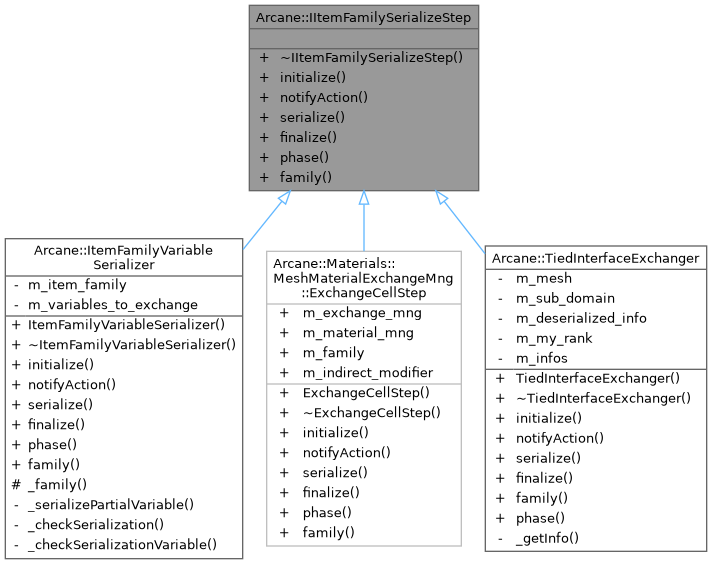 Arcane::IItemFamilySerializeStep
+ ~IItemFamilySerializeStep()
+ initialize()
+ notifyAction()
+ serialize()
+ finalize()
+ phase()
+ family()
Arcane::ItemFamilyVariable
Serializer
- m_item_family
- m_variables_to_exchange
+ ItemFamilyVariableSerializer()
+ ~ItemFamilyVariableSerializer()
+ initialize()
+ notifyAction()
+ serialize()
+ finalize()
+ phase()
+ family()
# _family()
- _serializePartialVariable()
- _checkSerialization()
- _checkSerializationVariable()
Arcane::Materials::
MeshMaterialExchangeMng
::ExchangeCellStep
+ m_exchange_mng
+ m_material_mng
+ m_family
+ m_indirect_modifier
+ ExchangeCellStep()
+ ~ExchangeCellStep()
+ initialize()
+ notifyAction()
+ serialize()
+ finalize()
+ phase()
+ family()
Arcane::TiedInterfaceExchanger
- m_mesh
- m_sub_domain
- m_deserialized_info
- m_my_rank
- m_infos
+ TiedInterfaceExchanger()
+ ~TiedInterfaceExchanger()
+ initialize()
+ notifyAction()
+ serialize()
+ finalize()
+ family()
+ phase()
- _getInfo()